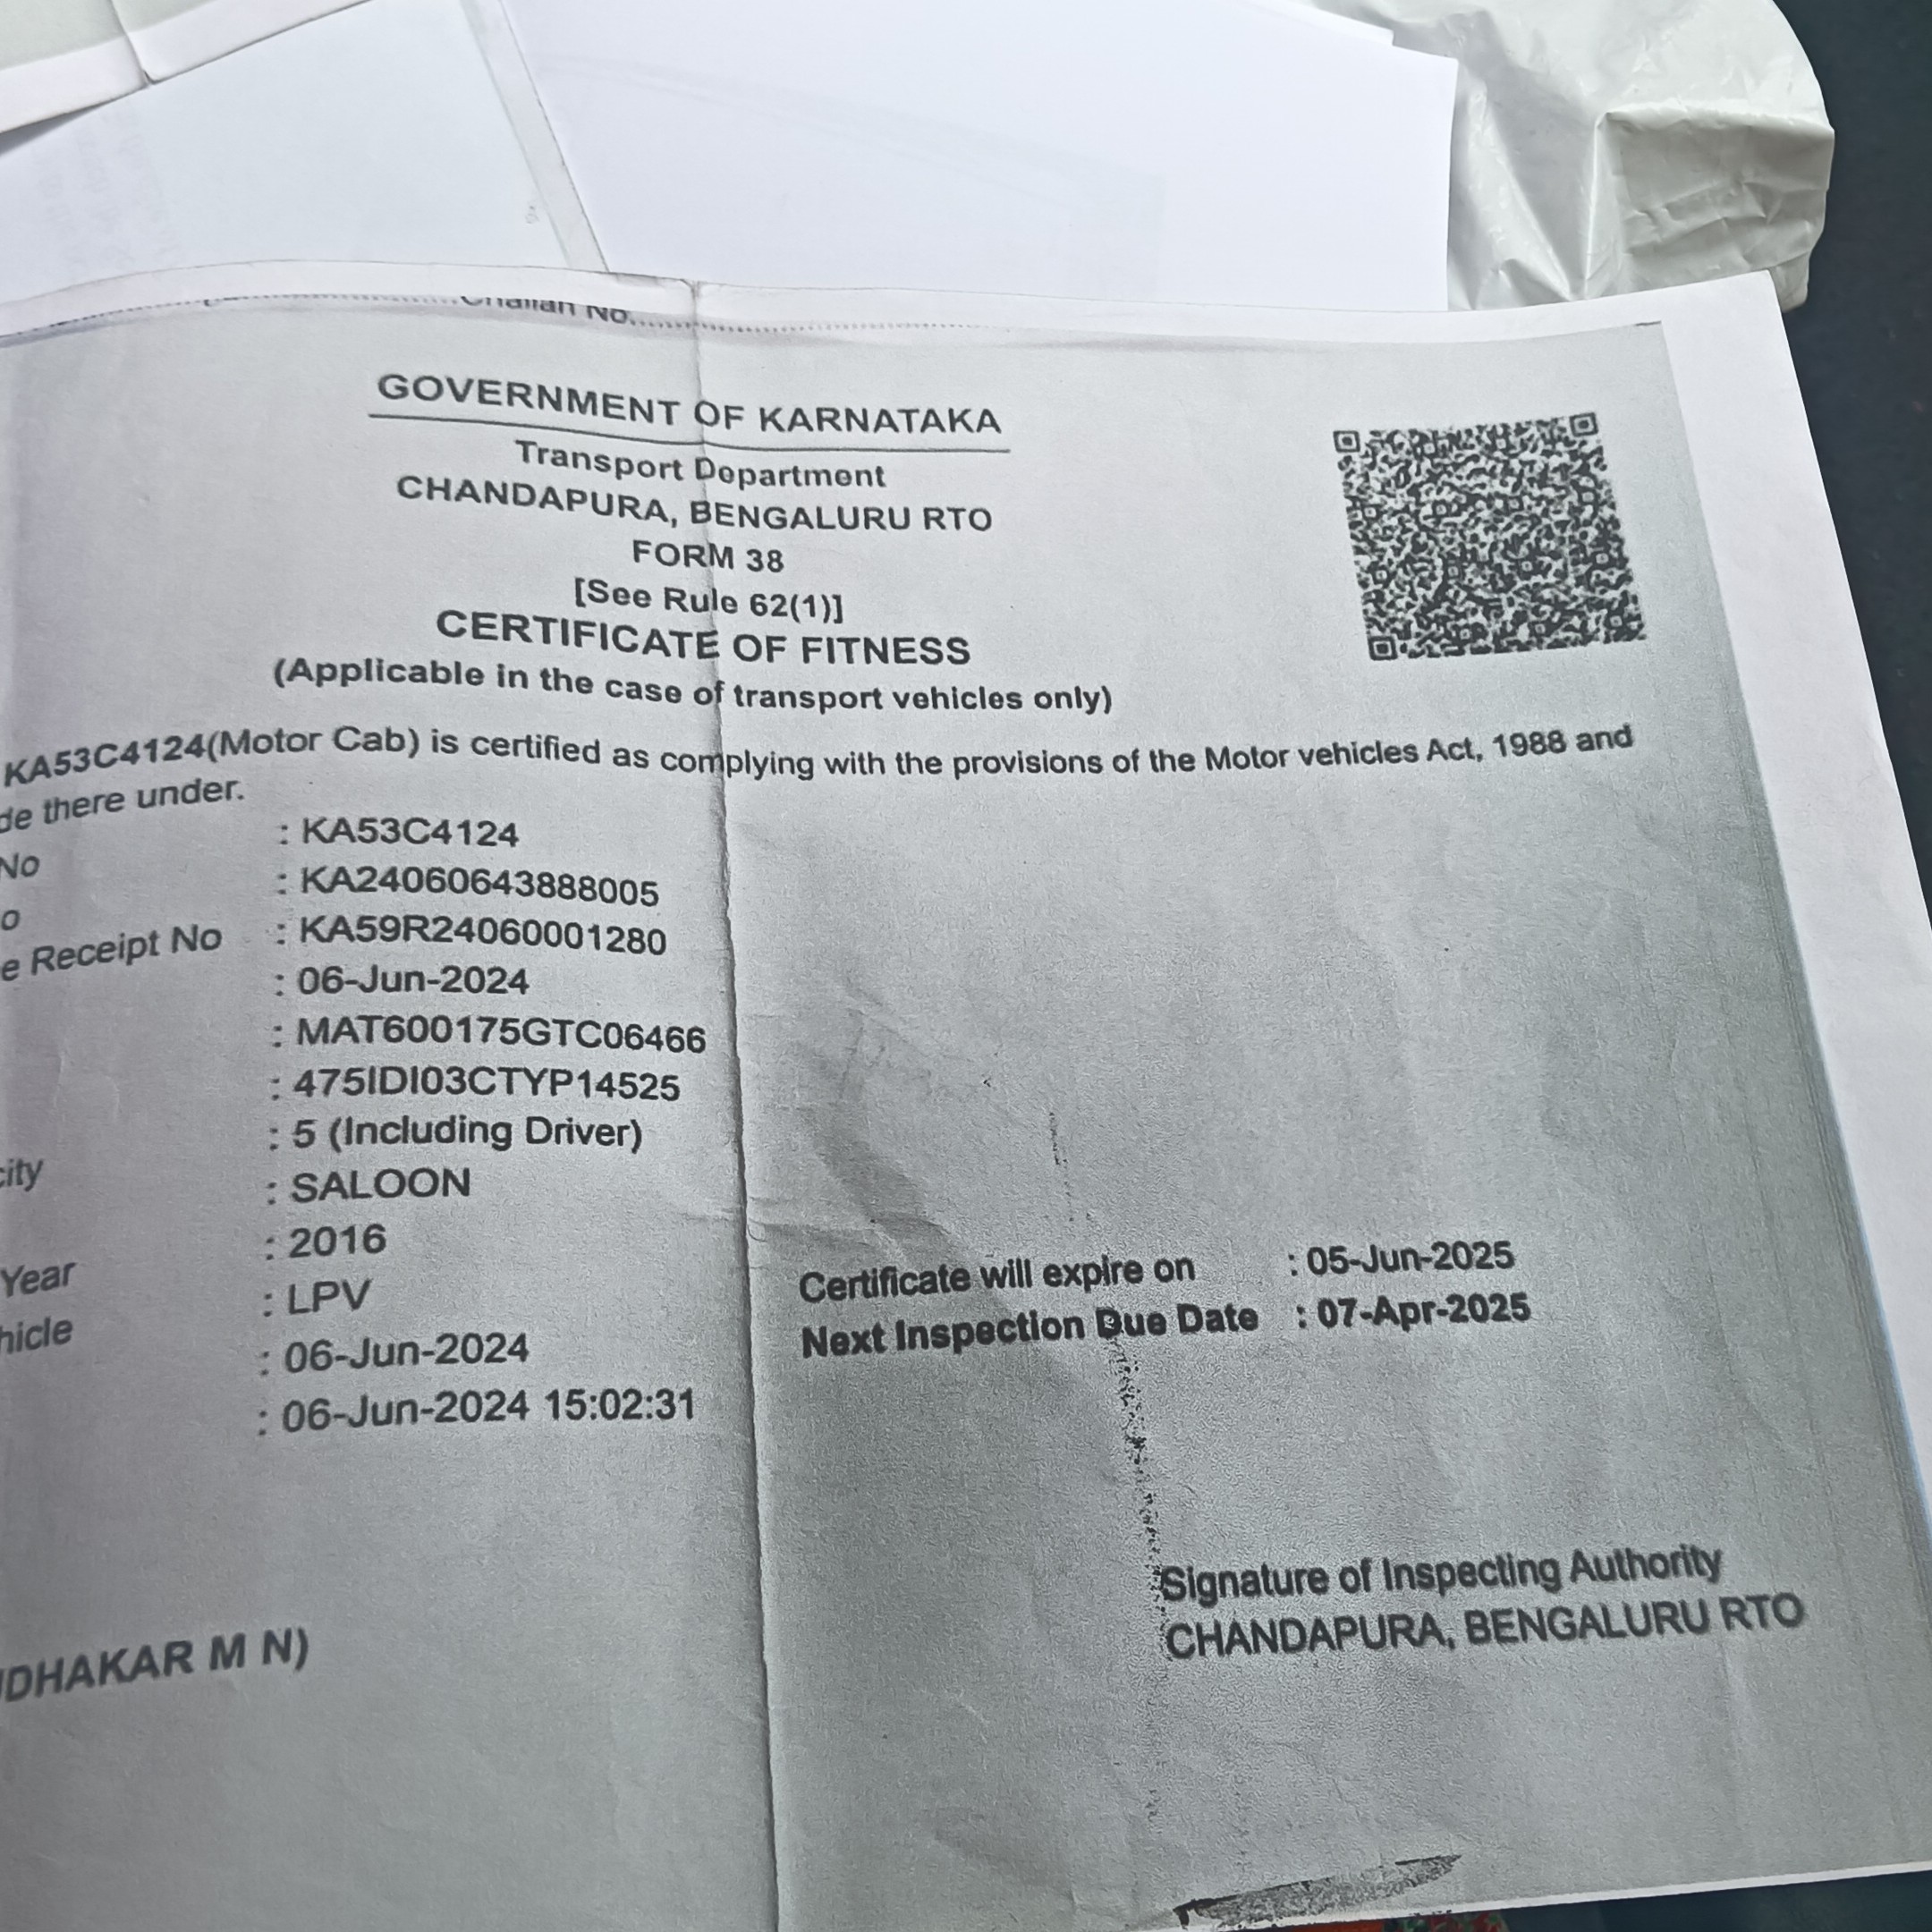 Challan No.
GOVERNMENT OF KARNATAKA
Transport Department
CHANDAPURA, BENGALURU RTO
FORM 38
[See Rule 62(1)]
CERTIFICATE OF FITNESS
(Applicable in the case of transport vehicles only)
KA53C4124(Motor Cab) is certified as complying with the provisions of the Motor vehicles Act, 1988 and
de there under.
: KA53C4124
No : KA24060643888005
o : KA59R24060001280
e Receipt No : 06-Jun-2024
: MAT600175GTC06466
: 475IDI03CTYP14525
: 5 (Including Driver)
city : SALOON
: 2016
Year : LPV
hicle : 06-Jun-2024
: 06-Jun-2024 15:02:31
Certificate will expire on : 05-Jun-2025
Next Inspection Due Date : 07-Apr-2025
Signature of Inspecting Authority
CHANDAPURA, BENGALURU RTO
DHAKAR M N)